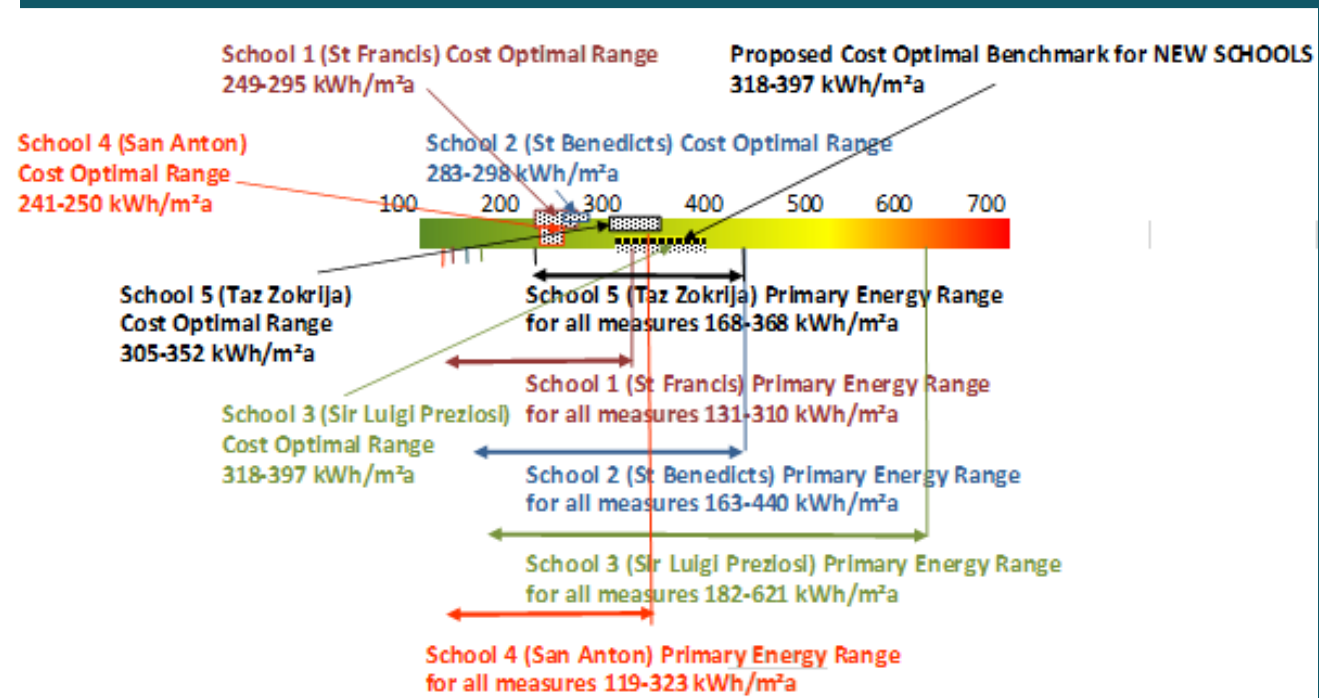 School 1 (St Francis) Cost Optimal Range
249-295 kWh/m²a
Proposed Cost Optimal Benchmark for NEW SCHOOLS
318-397 kWh/m²a
School 4 (San Anton)
Cost Optimal Range
241-250 kWh/m²a
School 2 (St Benedicts) Cost Optimal Range
283-298 kWh/m²a
100 200 300 400 500 600 700
School 5 (Taz Zokrija)
Cost Optimal Range
305-352 kWh/m²a
School 5 (Taz Zokrija) Primary Energy Range
for all measures 168-368 kWh/m²a
School 1 (St Francis) Primary Energy Range
for all measures 131-310 kWh/m²a
School 3 (Sir Luigi Preziosi)
Cost Optimal Range
318-397 kWh/m²a
School 2 (St Benedicts) Primary Energy Range
for all measures 163-440 kWh/m²a
School 3 (Sir Luigi Preziosi) Primary Energy Range
for all measures 182-621 kWh/m²a
School 4 (San Anton) Primary Energy Range
for all measures 119-323 kWh/m²a